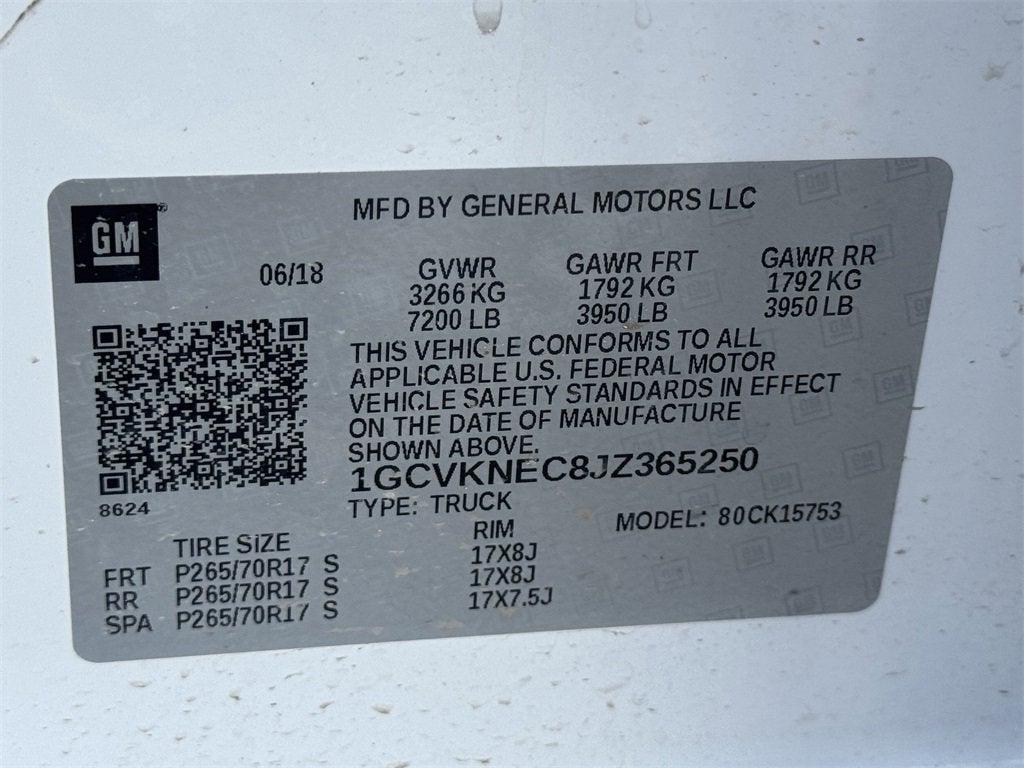 GM®
MFD BY GENERAL MOTORS LLC
06/18
GVWR GAWR FRT GAWR RR
3266 KG 1792 KG 1792 KG
7200 LB 3950 LB 3950 LB
THIS VEHICLE CONFORMS TO ALL
APPLICABLE U.S. FEDERAL MOTOR
VEHICLE SAFETY STANDARDS IN EFFECT
ON THE DATE OF MANUFACTURE
SHOWN ABOVE.
1GCVKNEC8JZ365250
8624
TYPE: TRUCK MODEL: 80CK15753
TIRE SIZE RIM
FRT P265/70R17 S 17X8J
RR P265/70R17 S 17X8J
SPA P265/70R17 S 17X7.5J